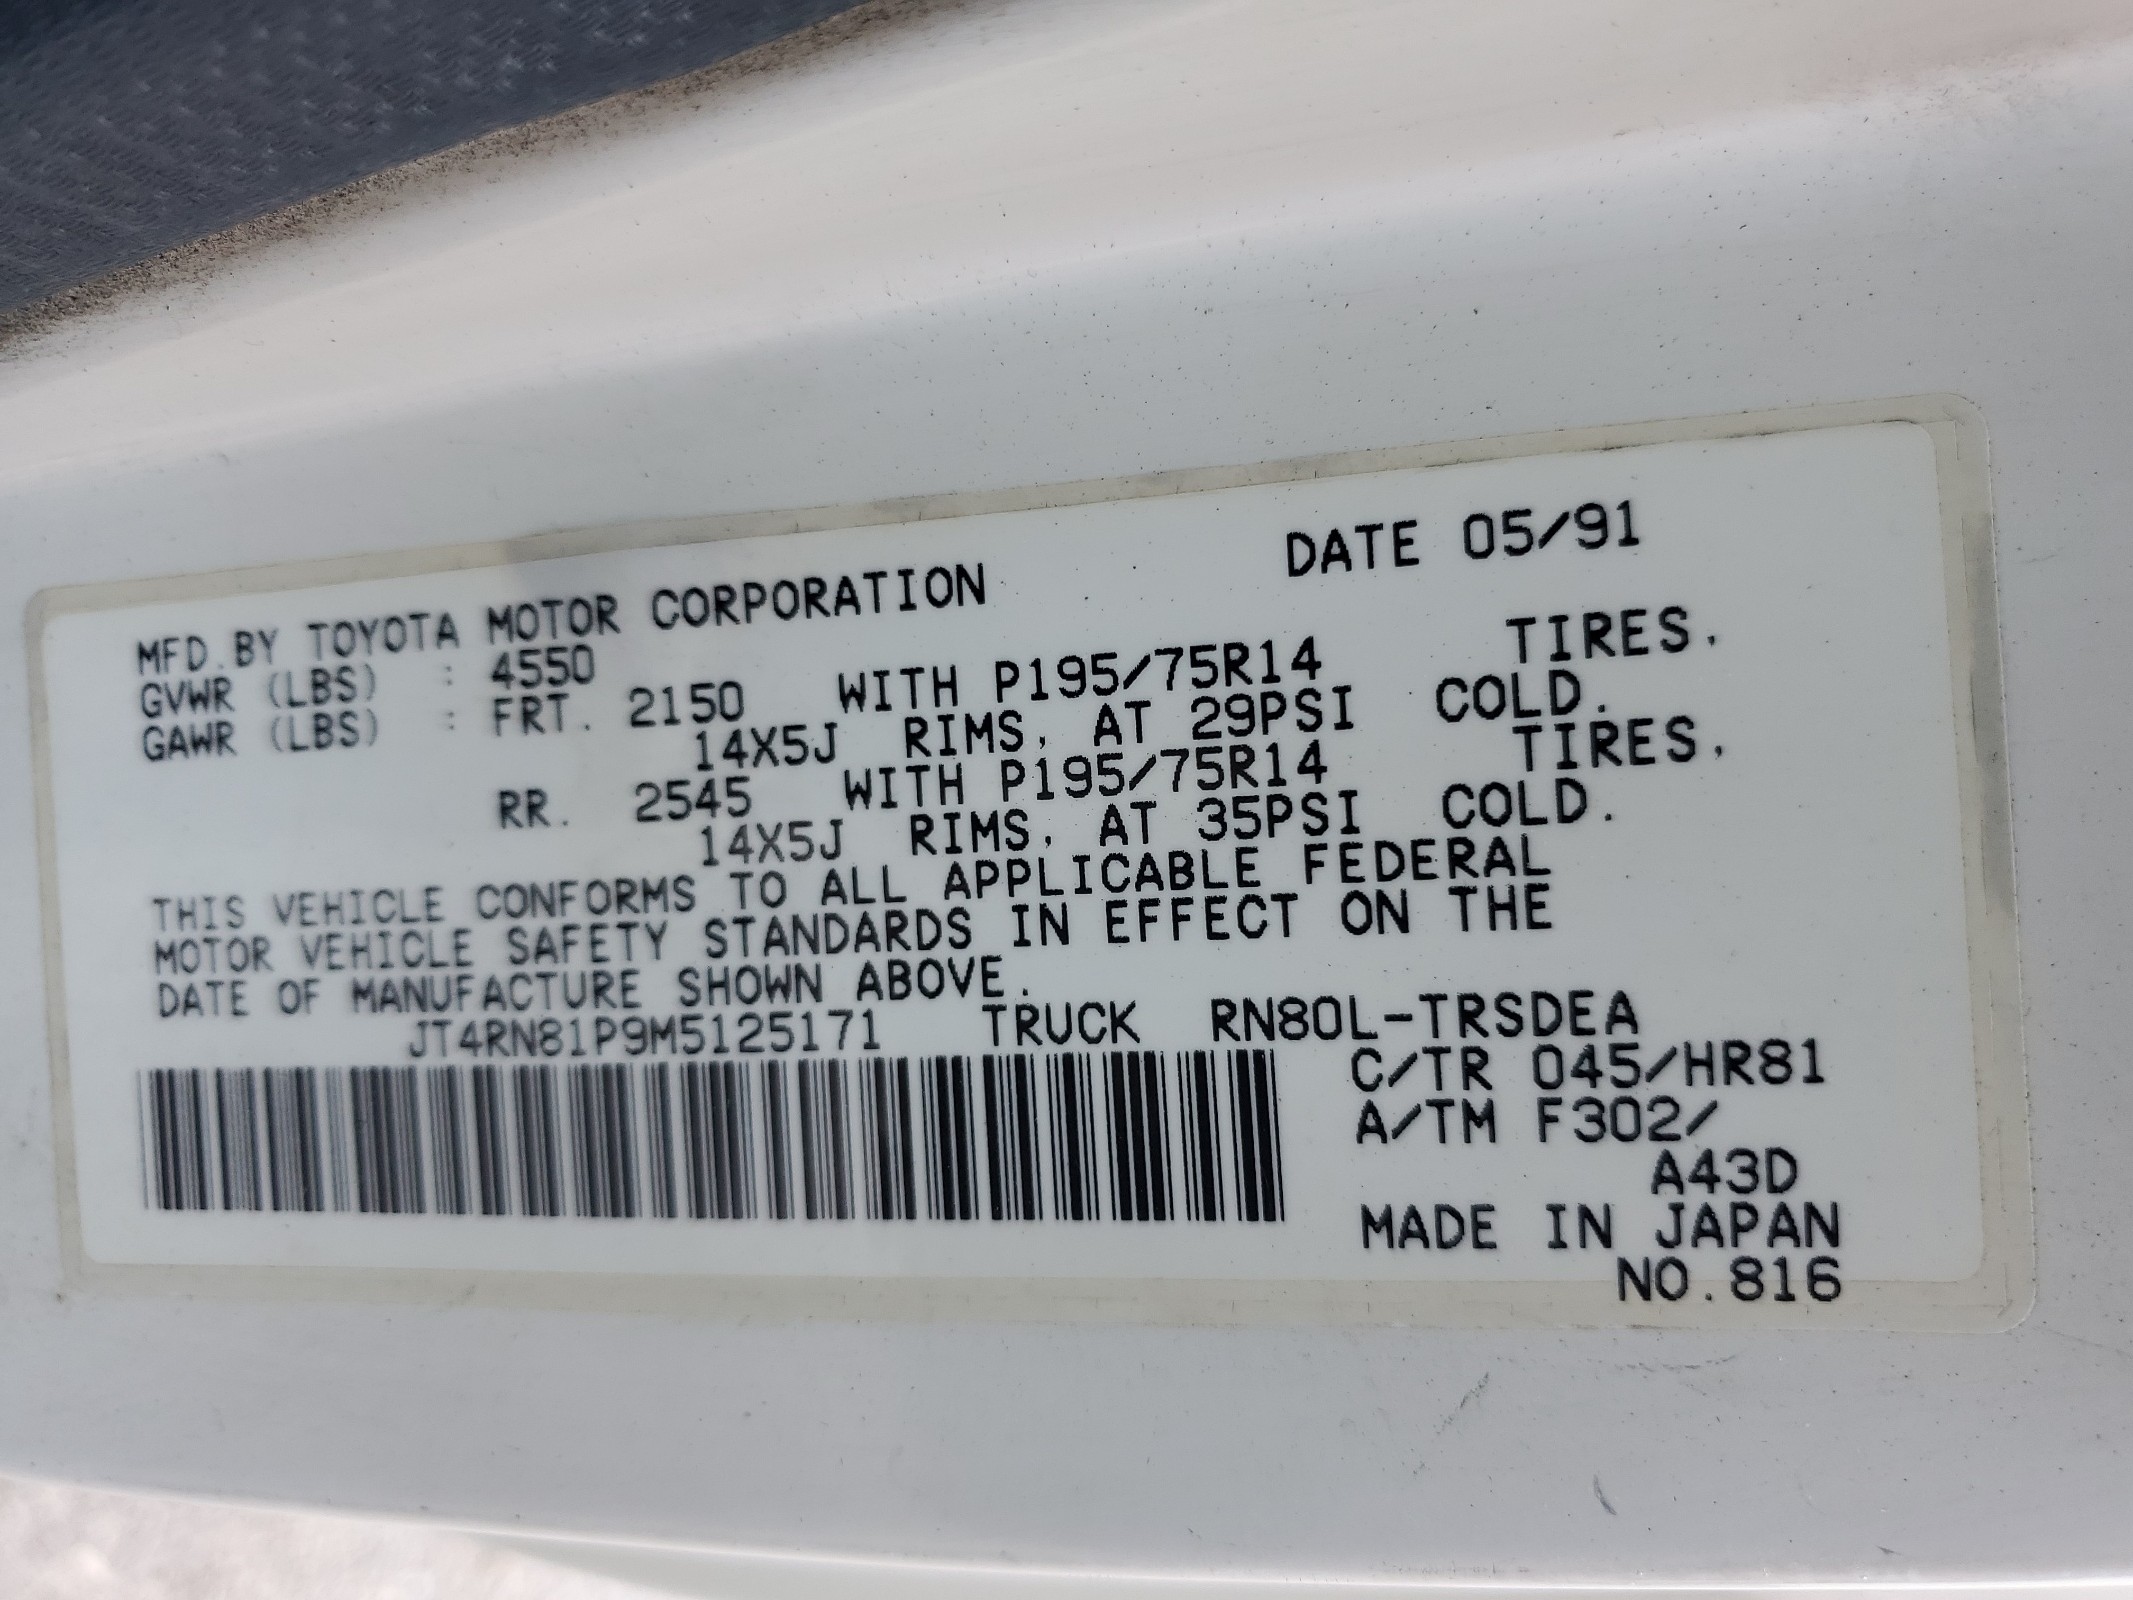 MFD.BY TOYOTA MOTOR CORPORATION DATE 05/91
GVWR (LBS) : 4550
GAWR (LBS) : FRT. 2150 WITH P195/75R14 TIRES,
14X5J RIMS, AT 29PSI COLD.
RR. 2545 WITH P195/75R14 TIRES,
14X5J RIMS, AT 35PSI COLD.
THIS VEHICLE CONFORMS TO ALL APPLICABLE FEDERAL
MOTOR VEHICLE SAFETY STANDARDS IN EFFECT ON THE
DATE OF MANUFACTURE SHOWN ABOVE.
JT4RN81P9M5125171 TRUCK RN80L-TRSDEA
C/TR 045/HR81
A/TM F302/
A43D
MADE IN JAPAN
NO.816